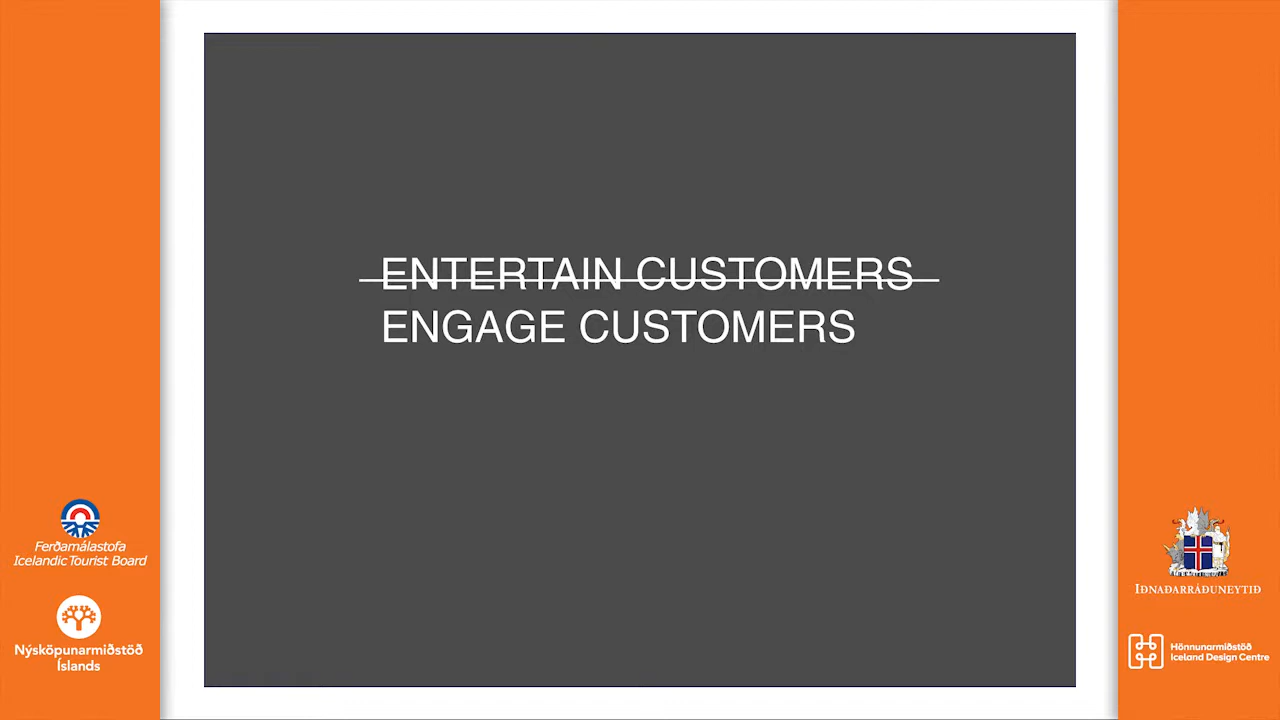 ENTERTAIN CUSTOMERS
ENGAGE CUSTOMERS
Ferðamálastofa
Icelandic Tourist Board
Nýsköpunarmiðstöð
Íslands
IÐNAÐARRÁÐUNEYTIÐ
Hönnunarmiðstöð
Iceland Design Centre